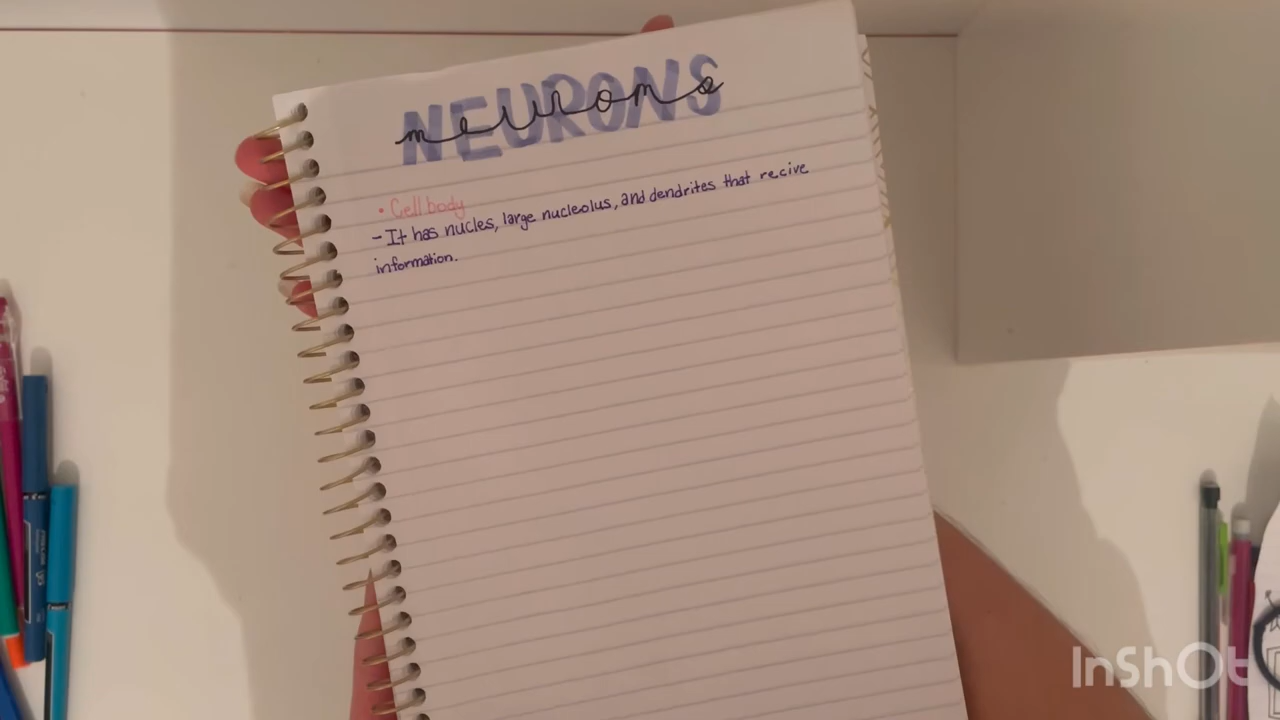 NEURONS
neurons
• Cell body
- It has nucles, large nucleolus, and dendrites that recive
information.
InShOt